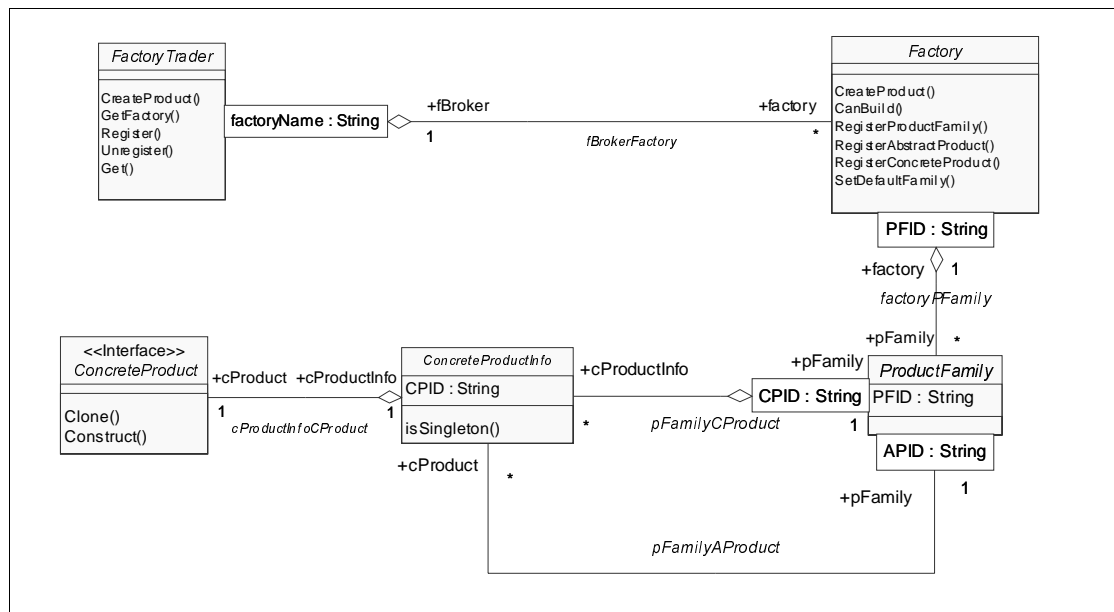 FactoryTrader
CreateProduct()
GetFactory()
Register()
Unregister()
Get()
factoryName : String
+fBroker
1
fBrokerFactory
+factory
*
Factory
CreateProduct()
CanBuild()
RegisterProductFamily()
RegisterAbstractProduct()
RegisterConcreteProduct()
SetDefaultFamily()
PFID : String
+factory
1
factoryPFamily
+pFamily
*
<<Interface>>
ConcreteProduct
Clone()
Construct()
+cProduct
1
cProductInfoCProduct
+cProductInfo
1
ConcreteProductInfo
CPID : String
isSingleton()
+cProductInfo
*
pFamilyCProduct
+pFamily
1
CPID : String
ProductFamily
PFID : String
APID : String
+cProduct
*
+pFamily
1
pFamilyAProduct